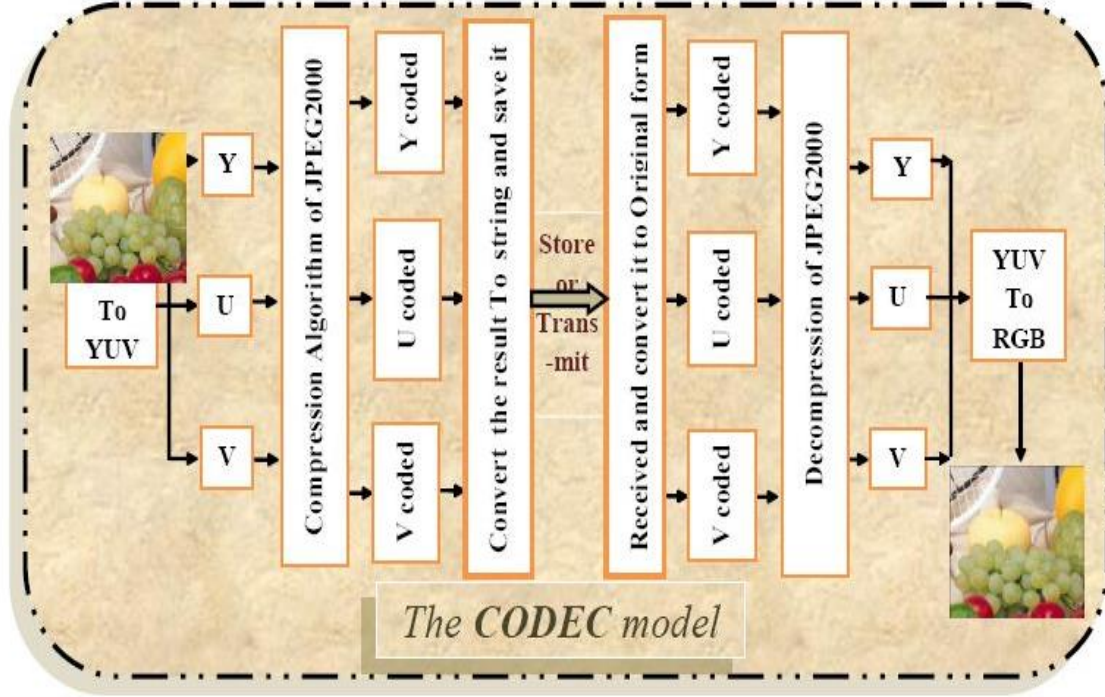 To
YUV
Y
U
V
Compression Algorithm of JPEG2000
Y coded
U coded
V coded
Convert the result To string and save it
Store
or
Trans
-mit
Received and convert it to Original form
Y coded
U coded
V coded
Decompression of JPEG2000
Y
U
V
YUV
To
RGB
The CODEC model